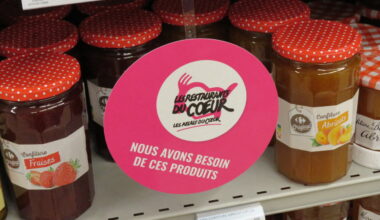 LES RESTAURANTS
DU CŒUR
LES RELAIS DU CŒUR
NOUS AVONS BESOIN
DE CES PRODUITS
Confiture
Fraises
Confiture
Abricots